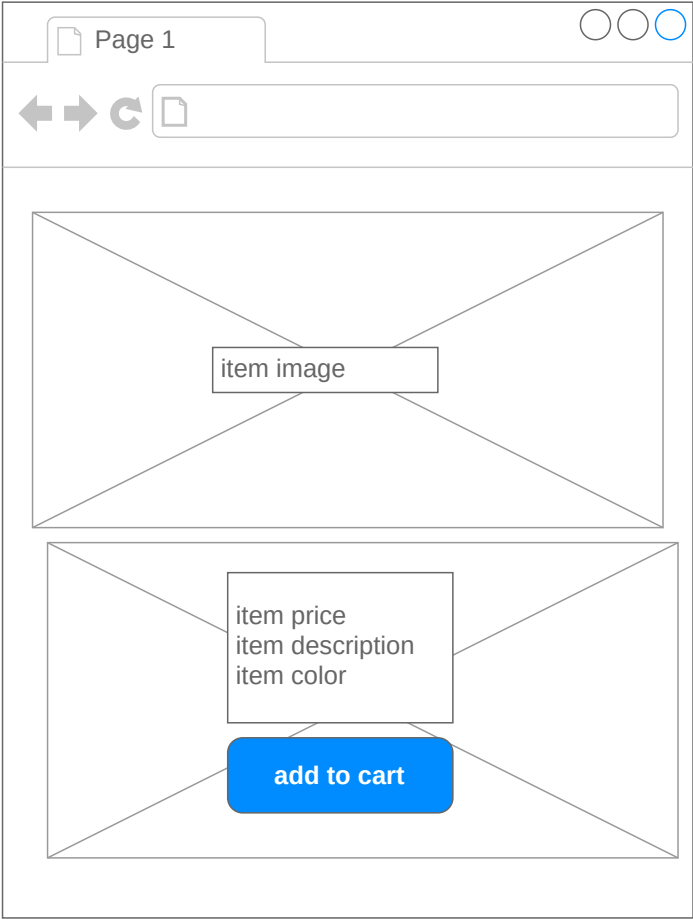 Page 1
item image
item price
item description
item color
add to cart